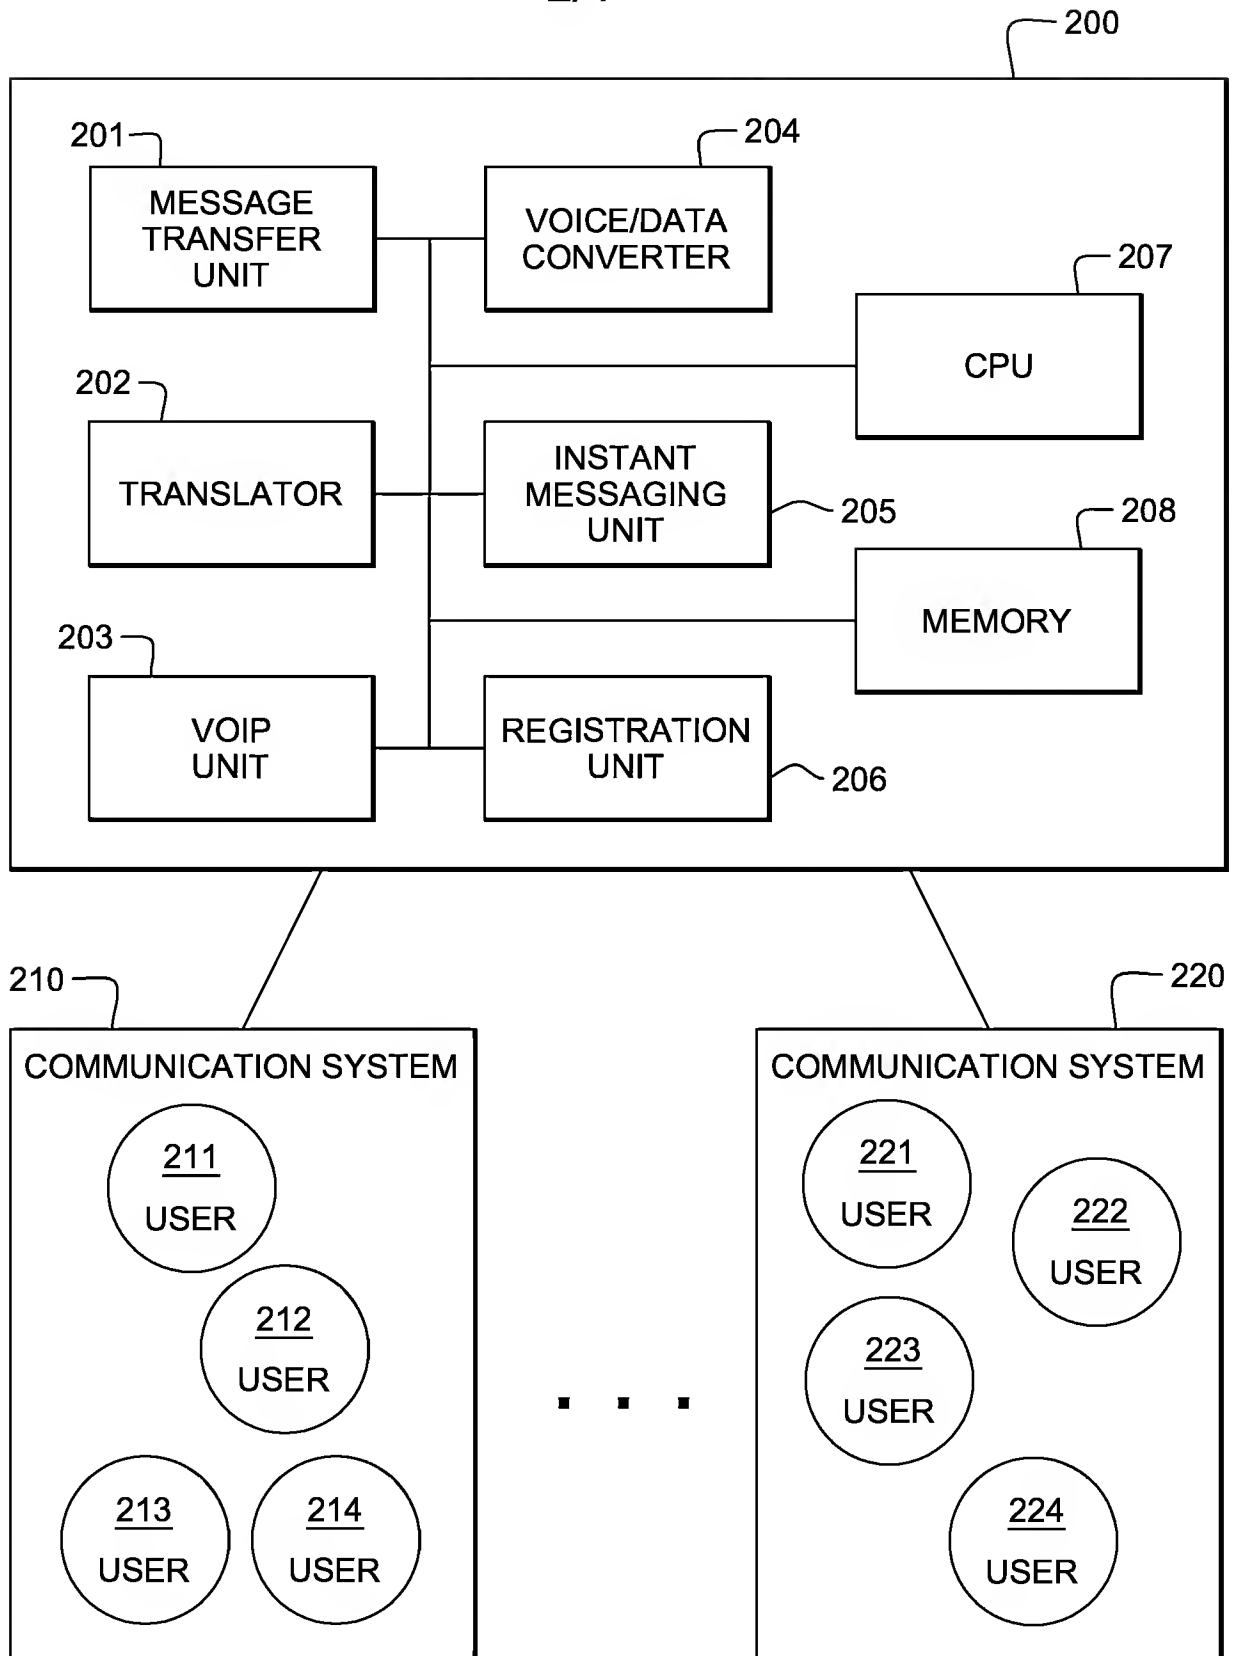 200
201
204
MESSAGE
TRANSFER
UNIT
VOICE/DATA
CONVERTER
207
CPU
202
TRANSLATOR
INSTANT
MESSAGING
UNIT
205
208
MEMORY
203
VOIP
UNIT
REGISTRATION
UNIT
206
210
220
COMMUNICATION SYSTEM
211
USER
212
USER
213
USER
214
USER
. . .
COMMUNICATION SYSTEM
221
USER
222
USER
223
USER
224
USER